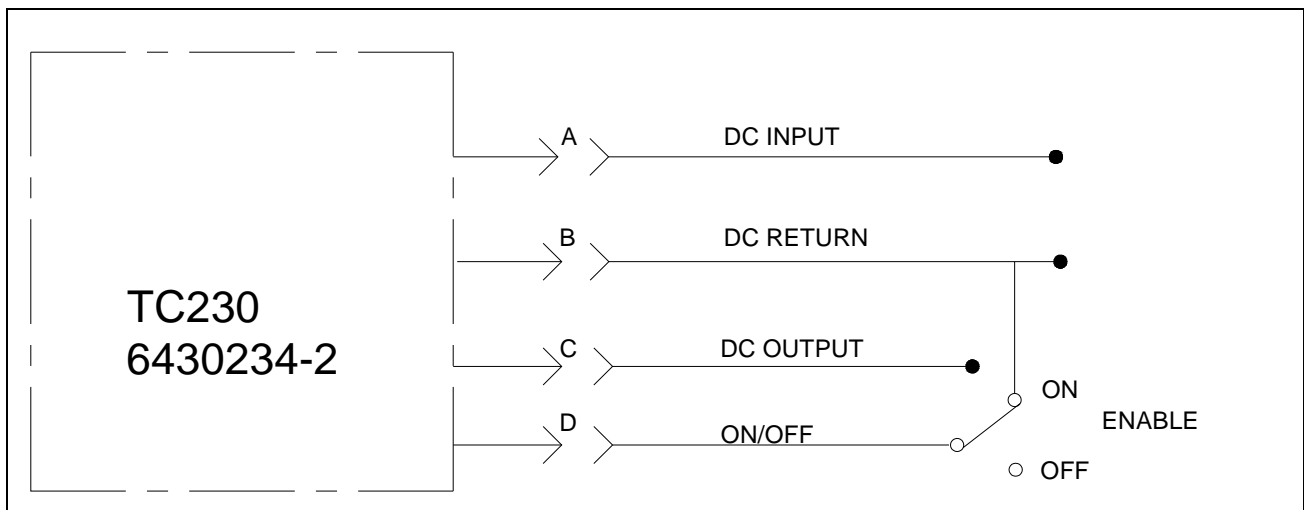 A DC INPUT
B DC RETURN
TC230
6430234-2
C DC OUTPUT
ON
ENABLE
D ON/OFF
OFF